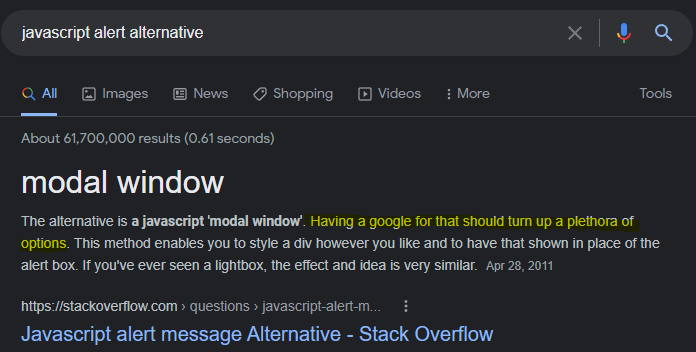 javascript alert alternative
All Images News Shopping Videos More Tools
About 61,700,000 results (0.61 seconds)
modal window
The alternative is a javascript 'modal window'. Having a google for that should turn up a plethora of
options. This method enables you to style a div however you like and to have that shown in place of the
alert box. If you've ever seen a lightbox, the effect and idea is very similar. Apr 28, 2011
https://stackoverflow.com › questions › javascript-alert-m...
Javascript alert message Alternative - Stack Overflow